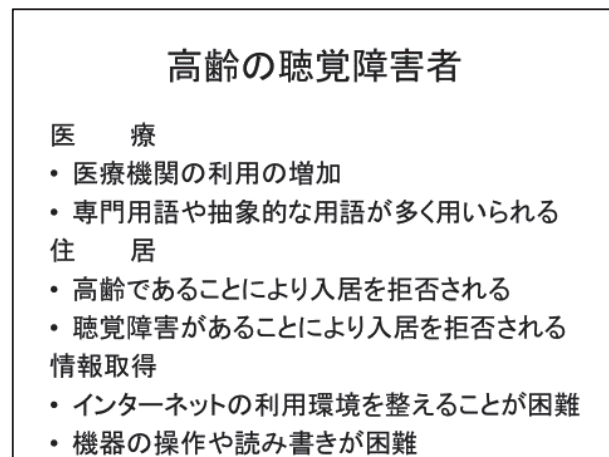 高齢の聴覚障害者
医　　療
• 医療機関の利用の増加
• 専門用語や抽象的な用語が多く用いられる
住　　居
• 高齢であることにより入居を拒否される
• 聴覚障害があることにより入居を拒否される
情報取得
• インターネットの利用環境を整えることが困難
• 機器の操作や読み書きが困難